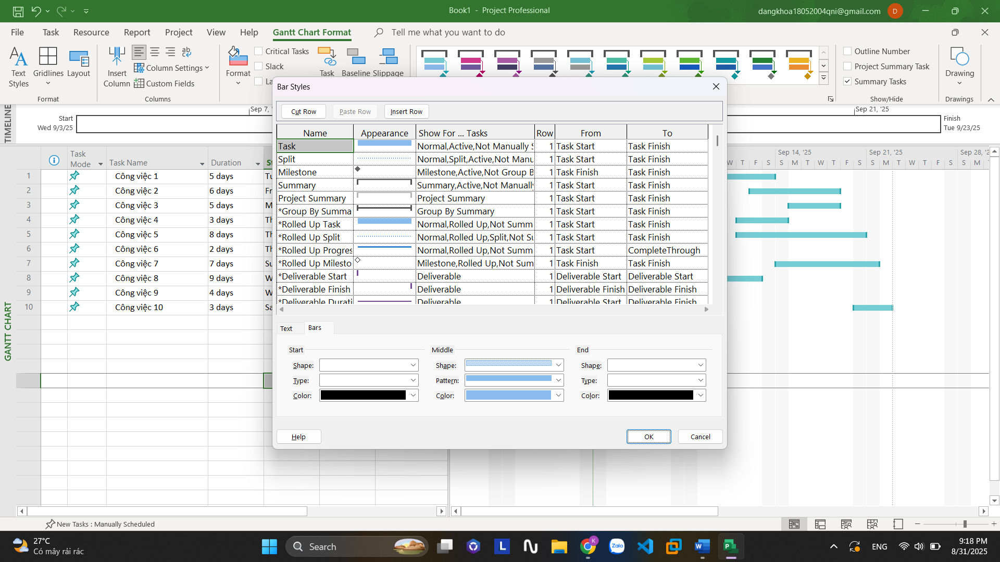 Book1 - Project Professional
dangkhoa18052004qni@gmail.com
D
File Task Resource Report Project View Help Gantt Chart Format Tell me what you want to do
Text Styles
Gridlines
Layout
Format
Insert Column
Column Settings
Custom Fields
Columns
Format
Critical Tasks
Slack
La
Task
Baseline
Slippage
Outline Number
Project Summary Task
Summary Tasks
Show/Hide
Drawing
Drawings
TIMELINE
Start
Wed 9/3/25
Sep 7, '
Sep 21, '25
Finish
Tue 9/23/25
GANTT CHART
Task Mode Task Name Duration St
1 Công việc 1 5 days Tu
2 Công việc 2 6 days Fr
3 Công việc 3 5 days M
4 Công việc 4 3 days Th
5 Công việc 5 8 days Th
6 Công việc 6 2 days Th
7 Công việc 7 7 days Su
8 Công việc 8 9 days W
9 Công việc 9 4 days W
10 Công việc 10 3 days Sa
Sep 14, '25 Sep 21, '25 Sep 28, '2
W T F S S M T W T F S S M T W T F S S M
Bar Styles
Cut Row Paste Row Insert Row
Name Appearance Show For ... Tasks Row From To
Task Normal,Active,Not Manually S 1 Task Start Task Finish
Split Normal,Split,Active,Not Manu 1 Task Start Task Finish
Milestone Milestone,Active,Not Group B 1 Task Finish Task Finish
Summary Summary,Active,Not Manually 1 Task Start Task Finish
Project Summary Project Summary 1 Task Start Task Finish
*Group By Summa Group By Summary 1 Task Start Task Finish
*Rolled Up Task Normal,Rolled Up,Not Summ 1 Task Start Task Finish
*Rolled Up Split Normal,Rolled Up,Split,Not Su 1 Task Start Task Finish
*Rolled Up Progres Normal,Rolled Up,Not Summ 1 Task Start CompleteThrough
*Rolled Up Milesto Milestone,Rolled Up,Not Sum 1 Task Finish Task Finish
*Deliverable Start Deliverable 1 Deliverable Start Deliverable Start
*Deliverable Finish Deliverable 1 Deliverable Finish Deliverable Finish
*Deliverable Durati Deliverable 1 Deliverable Start Deliverable Finish
Text Bars
Start Middle End
Shape: Shape: Shape:
Type: Pattern: Type:
Color: Color: Color:
Help OK Cancel
New Tasks : Manually Scheduled
27°C
Có mây rải rác
Search
L
K
Zalo
W
P
ENG
9:18 PM
8/31/2025